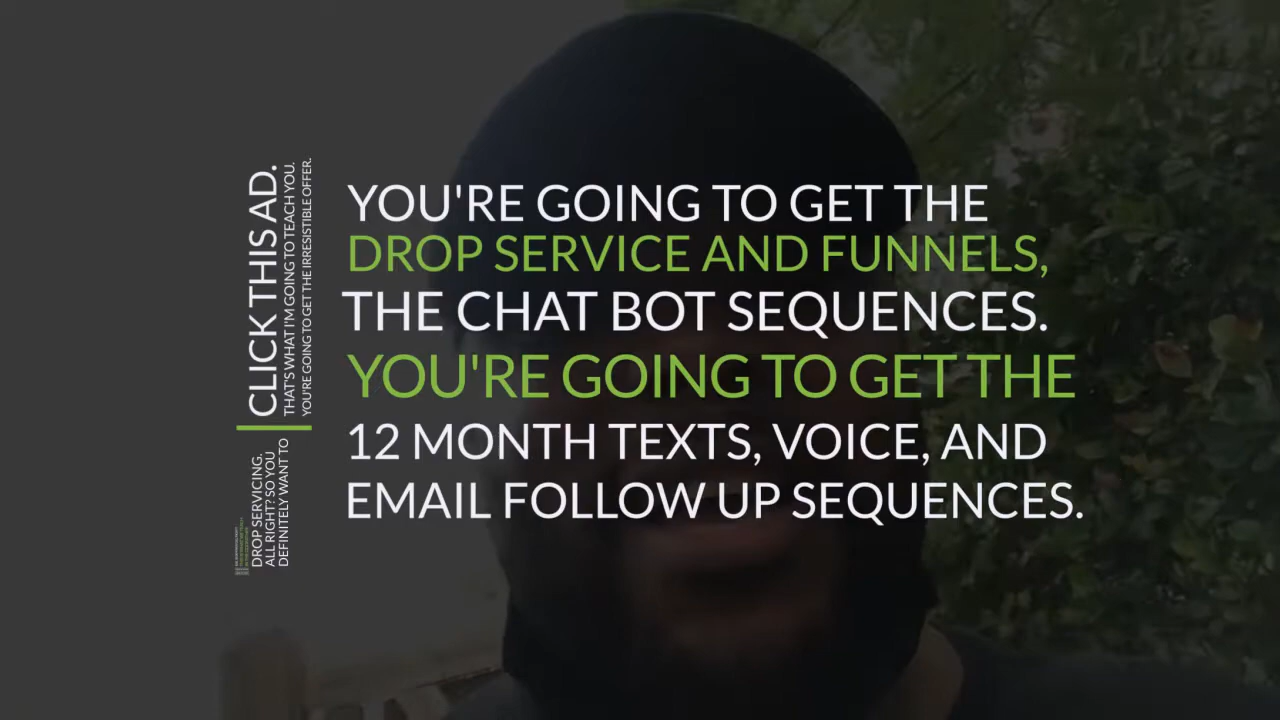 DROP SERVICING.
ALL RIGHT? SO YOU
DEFINITELY WANT TO
CLICK THIS AD.
THAT'S WHAT I'M GOING TO TEACH YOU.
YOU'RE GOING TO GET THE IRRESISTIBLE OFFER.
YOU'RE GOING TO GET THE
DROP SERVICE AND FUNNELS,
THE CHAT BOT SEQUENCES.
YOU'RE GOING TO GET THE
12 MONTH TEXTS, VOICE, AND
EMAIL FOLLOW UP SEQUENCES.